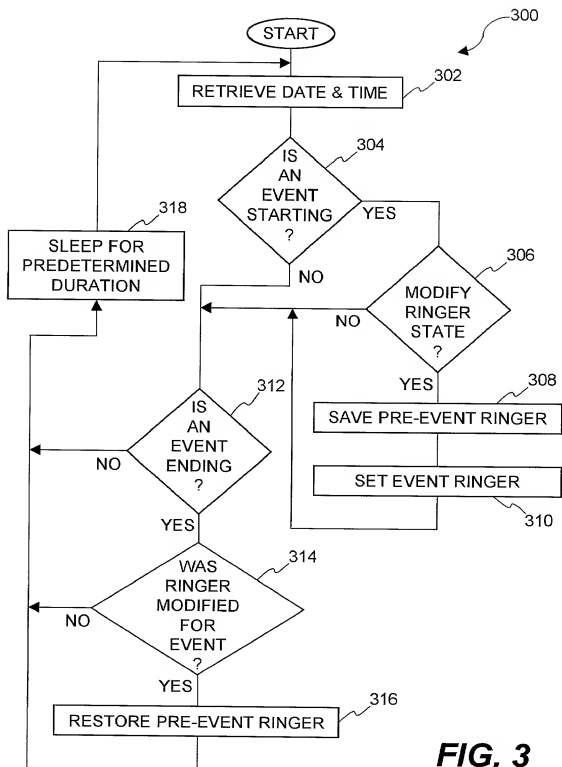 START
300
RETRIEVE DATE & TIME
302
IS
AN
EVENT
STARTING
?
304
YES
NO
318
SLEEP FOR
PREDETERMINED
DURATION
MODIFY
RINGER
STATE
?
306
NO
YES
SAVE PRE-EVENT RINGER
308
SET EVENT RINGER
310
IS
AN
EVENT
ENDING
?
312
NO
YES
WAS
RINGER
MODIFIED
FOR
EVENT
?
314
NO
YES
RESTORE PRE-EVENT RINGER
316
FIG. 3